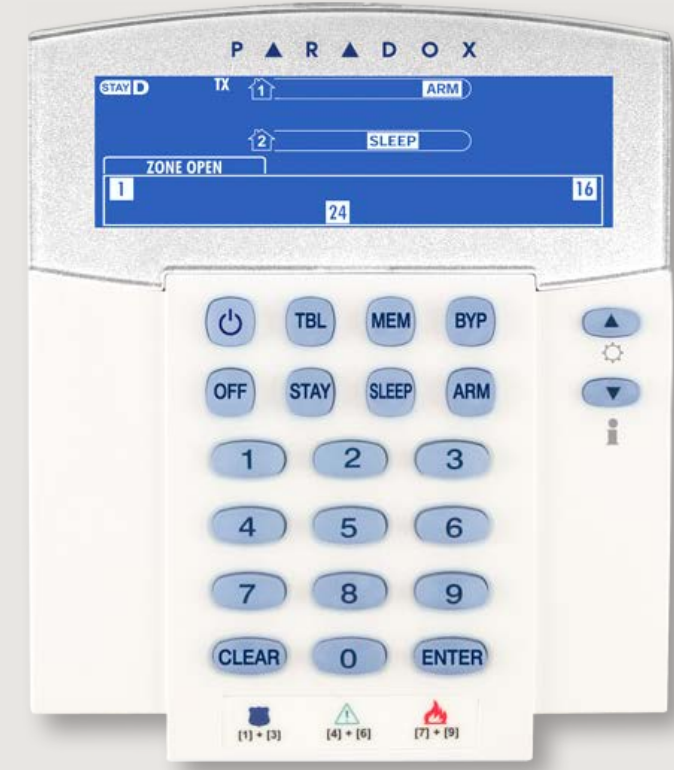 PARADOX
STAY D TX 1 ARM
2 SLEEP
ZONE OPEN
1 16
24
TBL MEM BYP
OFF STAY SLEEP ARM
1 2 3
4 5 6
7 8 9
CLEAR 0 ENTER
[1] + [3] [4] + [6] [7] + [9]